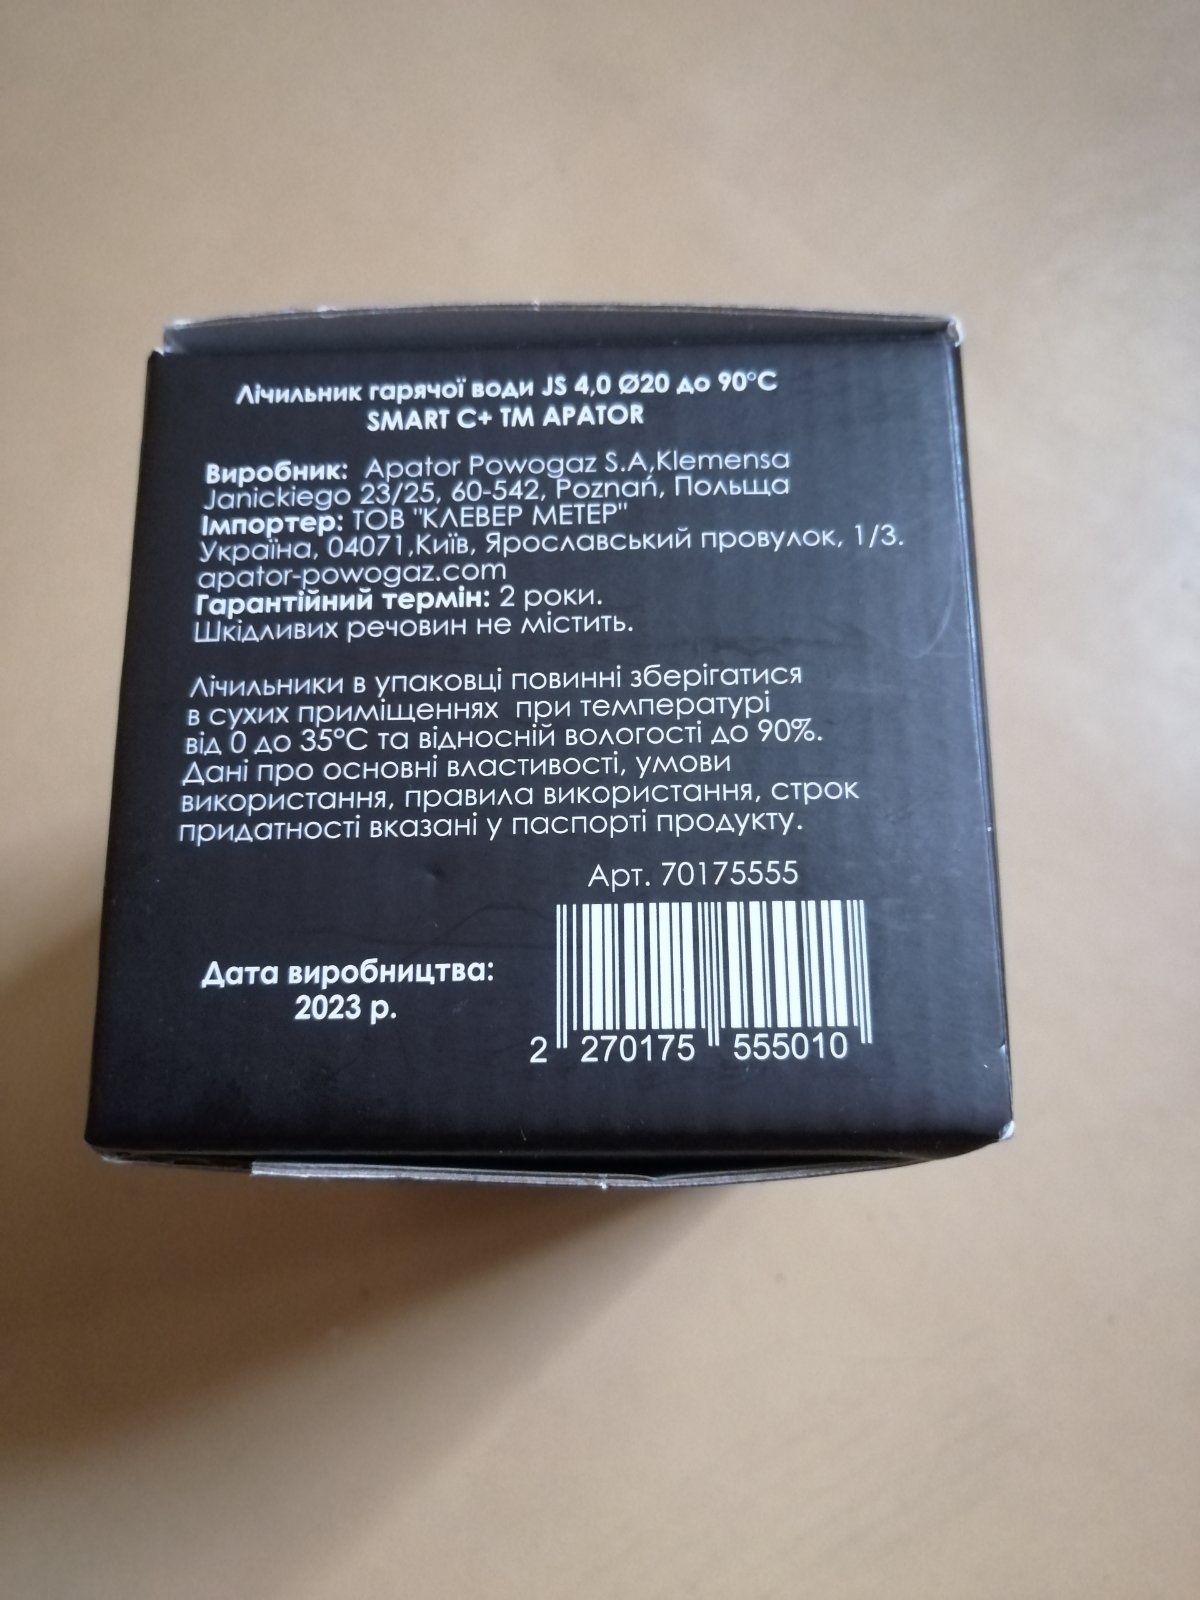 Лічильник гарячої води JS 4,0 Ø20 до 90°С
SMART C+ TM APATOR
Виробник: Apator Powogaz S.A,Klemensa
Janickiego 23/25, 60-542, Poznań, Польща
Імпортер: ТОВ "КЛЕВЕР МЕТЕР"
Україна, 04071,Київ, Ярославський провулок, 1/3.
apator-powogaz.com
Гарантійний термін: 2 роки.
Шкідливих речовин не містить.
Лічильники в упаковці повинні зберігатися
в сухих приміщеннях при температурі
від 0 до 35°С та відносній вологості до 90%.
Дані про основні властивості, умови
використання, правила використання, строк
придатності вказані у паспорті продукту.
Арт. 70175555
Дата виробництва:
2023 р.
2 270175 555010